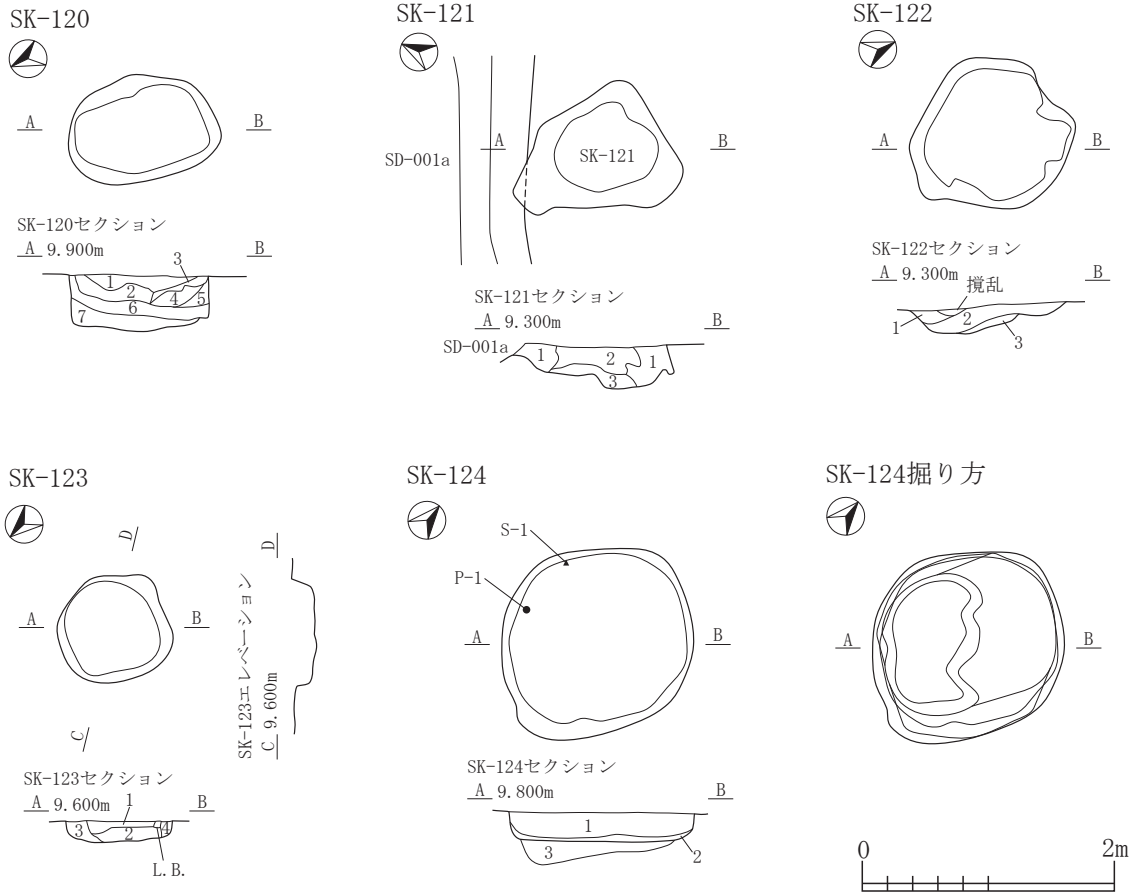 SK-120
A
B
SK-120セクション
A 9.900m
B
1
2
3
4
5
6
7
SK-121
SD-001a
A
SK-121
B
SK-121セクション
A 9.300m
B
SD-001a
1
2
1
3
SK-122
A
B
SK-122セクション
A 9.300m
B
撹乱
1
2
3
SK-123
D
A
B
C
SK-123エレベーション
C 9.600m
D
SK-123セクション
A 9.600m
B
1
3
2
4
L.B.
SK-124
S-1
P-1
A
B
SK-124セクション
A 9.800m
B
1
2
3
SK-124掘り方
A
B
0
2m